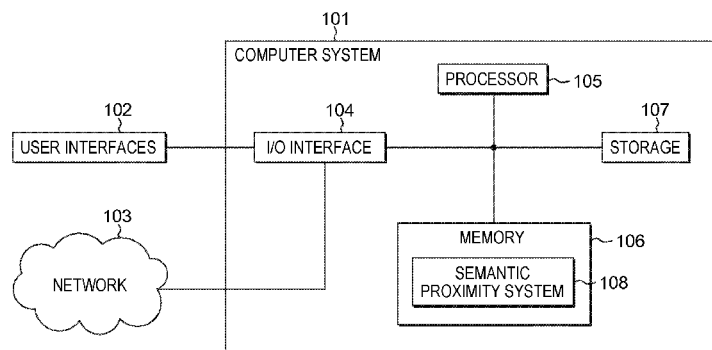 101
COMPUTER SYSTEM
PROCESSOR
105
102
104
107
USER INTERFACES
I/O INTERFACE
STORAGE
103
NETWORK
MEMORY
106
SEMANTIC
PROXIMITY SYSTEM
108